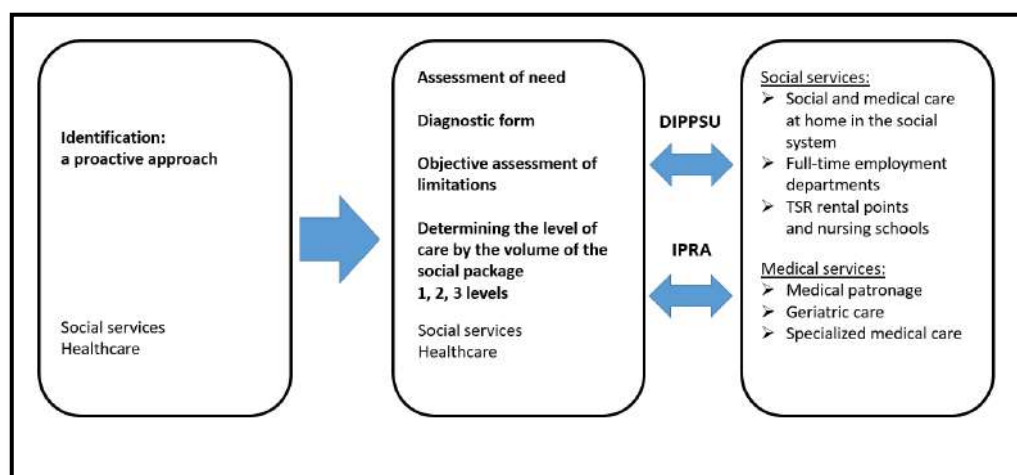 Identification:
a proactive approach
Social services
Healthcare
Assessment of need
Diagnostic form
Objective assessment of
limitations
Determining the level of
care by the volume of the
social package
1, 2, 3 levels
Social services
Healthcare
DIPPSU
IPRA
Social services:
➤ Social and medical care
at home in the social
system
➤ Full-time employment
departments
➤ TSR rental points
and nursing schools
Medical services:
➤ Medical patronage
➤ Geriatric care
➤ Specialized medical care